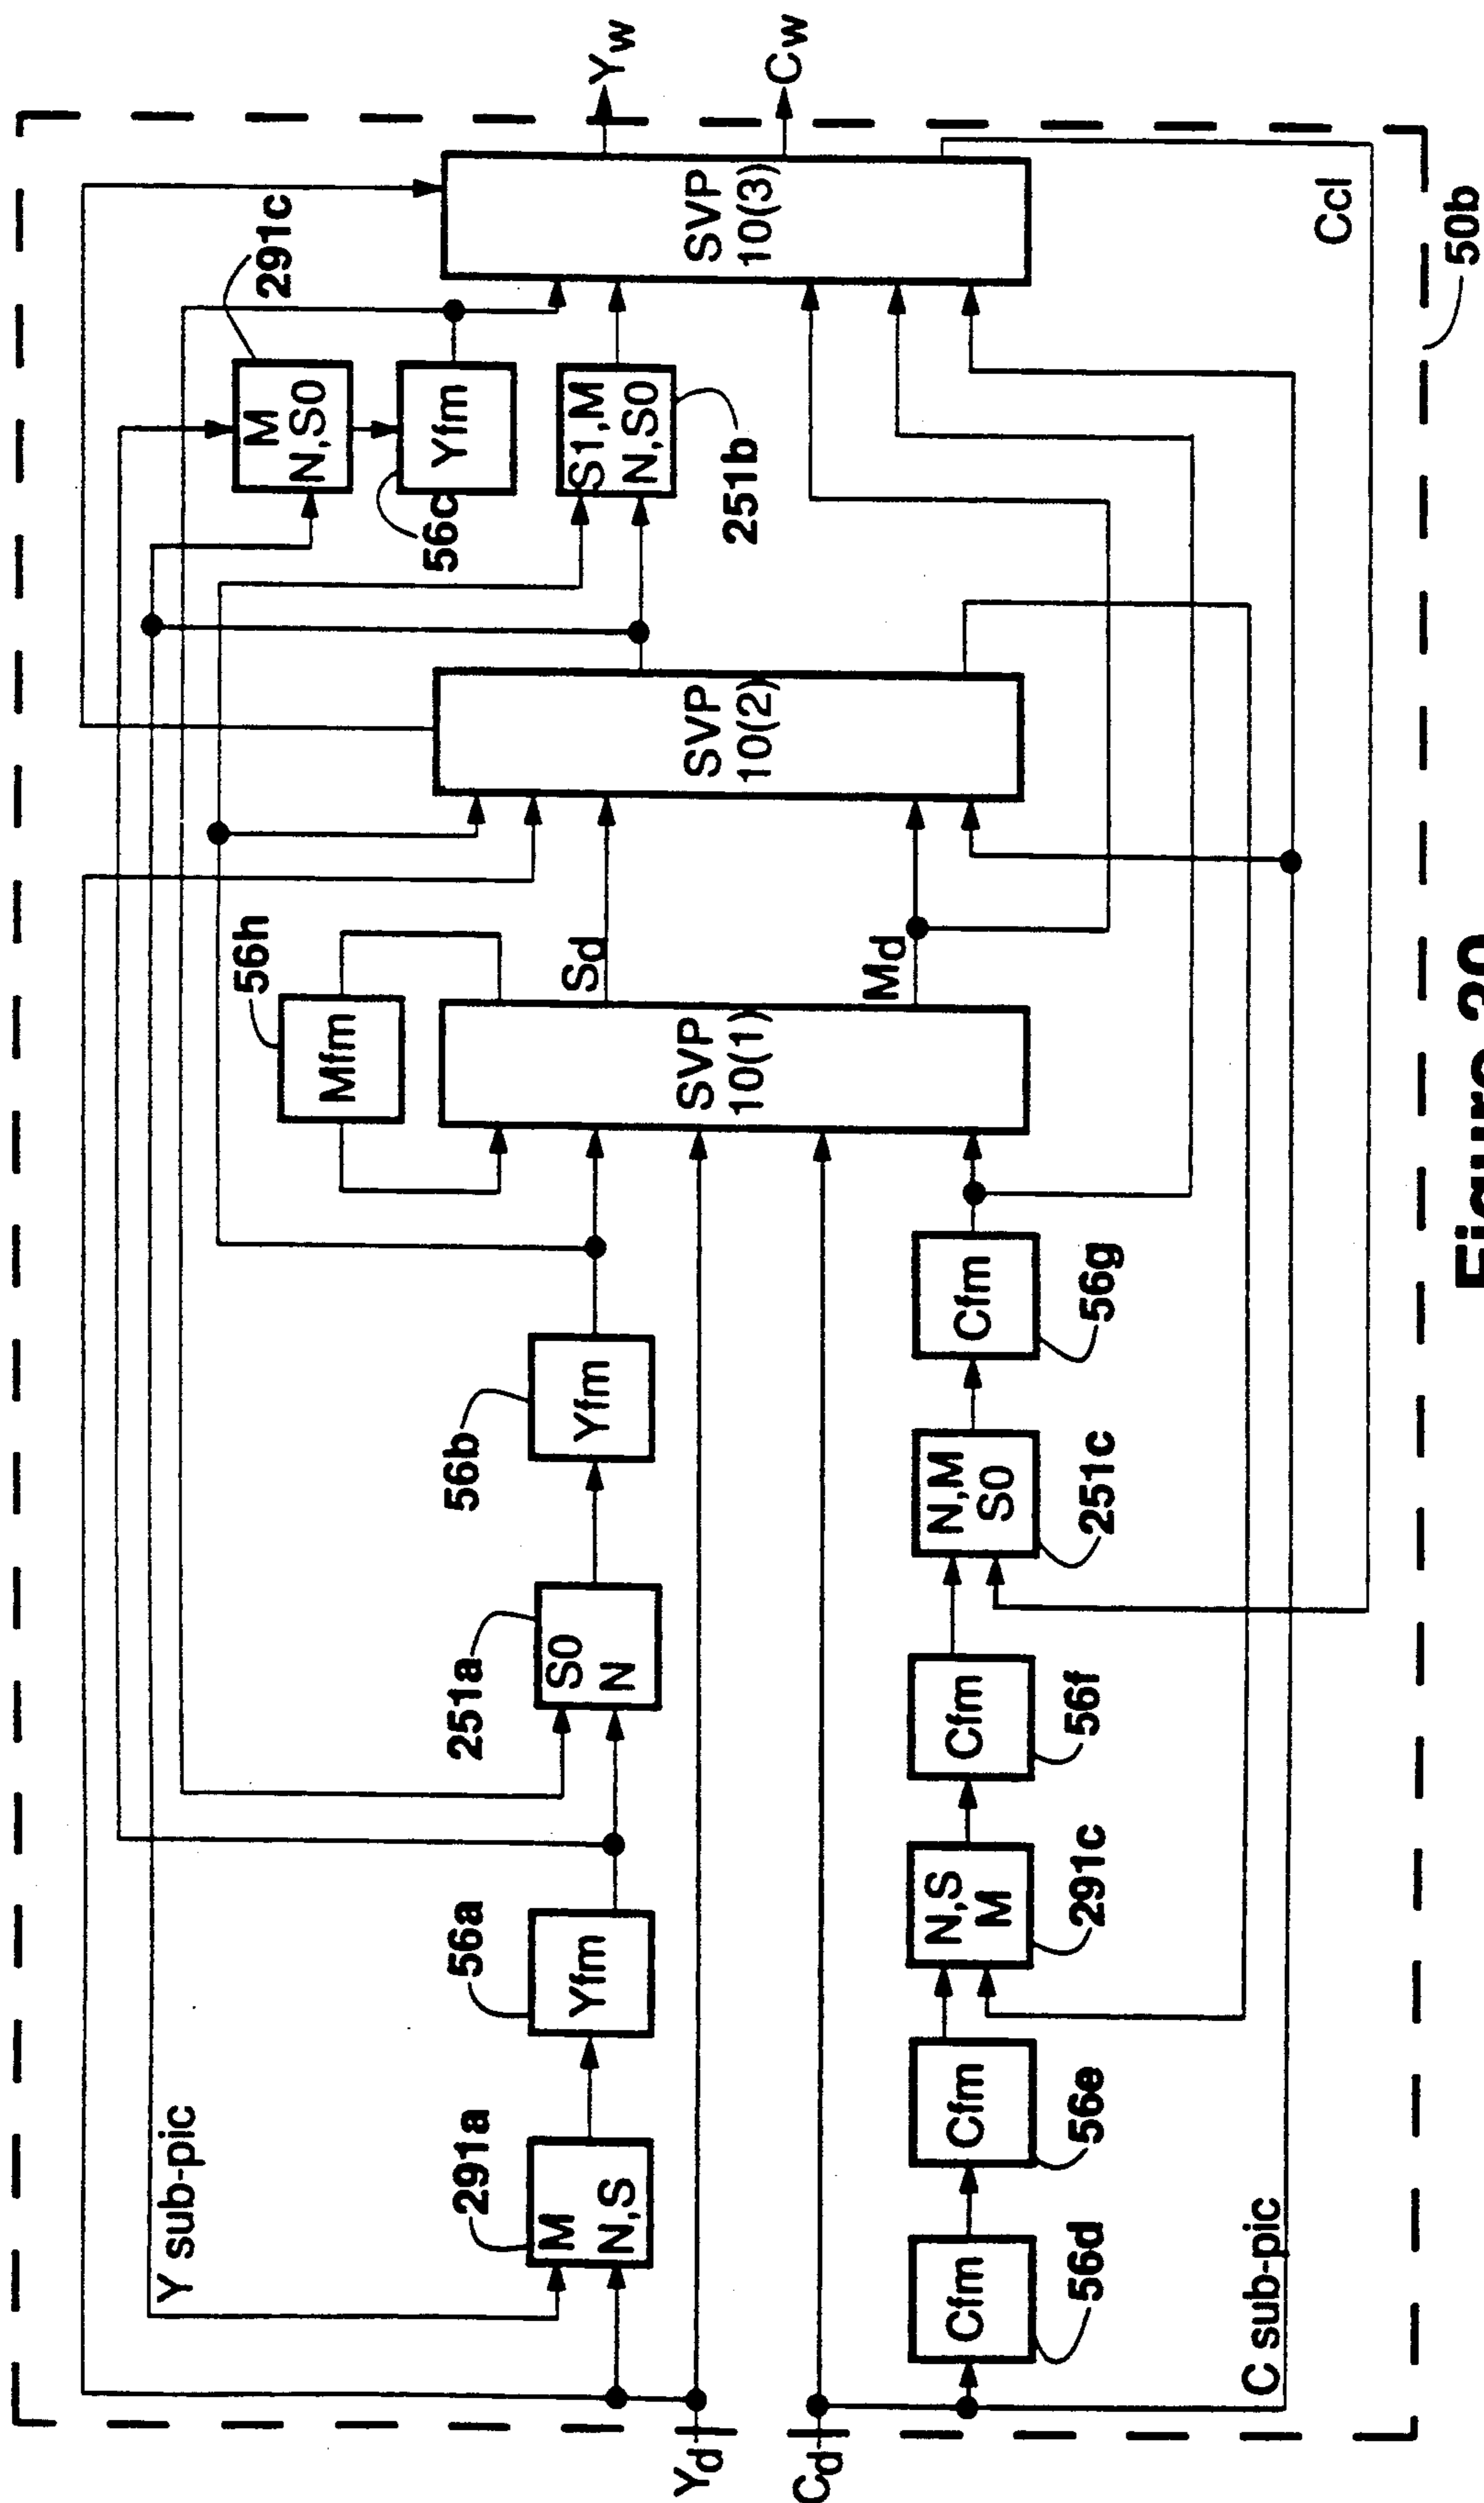 Y sub-pic
291a
M
N,S
56a
Yfm
251a
S0
N
56b
Yfm
56h
Mfm
291c
M
N,S0
56c
Yfm
S1,M
N,S0
251b
Yd
Cd
SVP
10(1)
Sd
Md
SVP
10(2)
SVP
10(3)
Yw
Cw
Cfm
56d
Cfm
56e
N,S
M
291c
Cfm
56f
N,M
S0
251c
Cfm
56g
C sub-pic
Ccl
50b
Figure